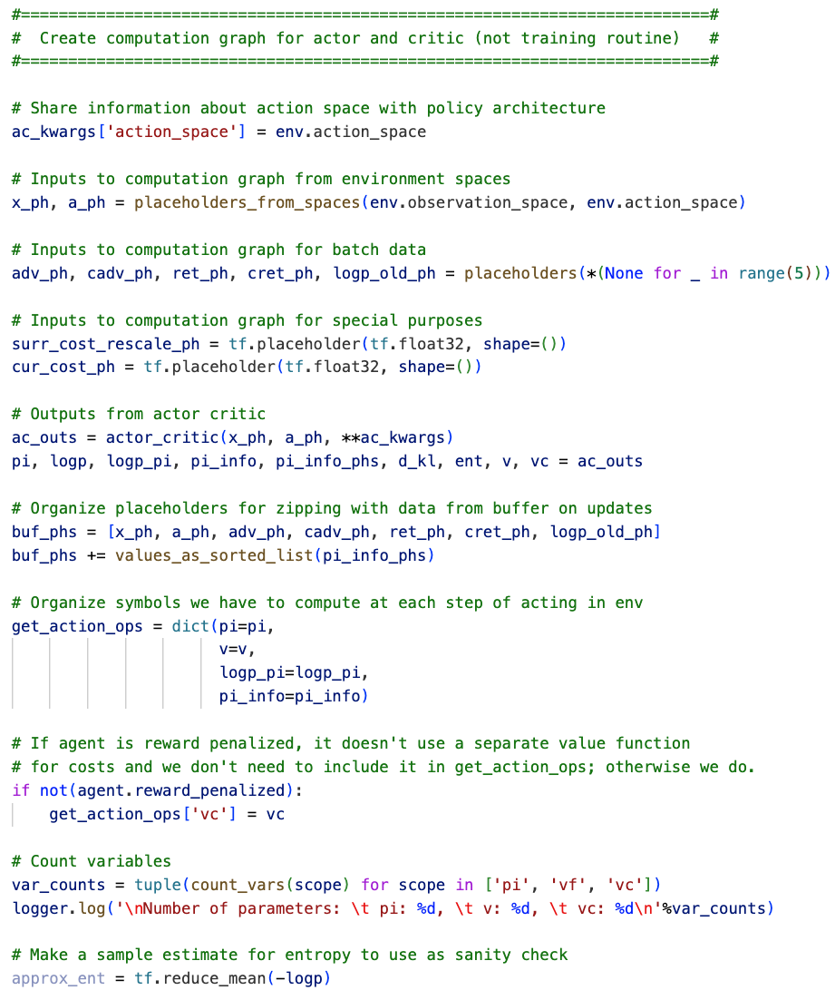 #=========================================================================#
#  Create computation graph for actor and critic (not training routine)   #
#=========================================================================#
# Share information about action space with policy architecture
ac_kwargs['action_space'] = env.action_space
# Inputs to computation graph from environment spaces
x_ph, a_ph = placeholders_from_spaces(env.observation_space, env.action_space)
# Inputs to computation graph for batch data
adv_ph, cadv_ph, ret_ph, cret_ph, logp_old_ph = placeholders(*(None for _ in range(5)))
# Inputs to computation graph for special purposes
surr_cost_rescale_ph = tf.placeholder(tf.float32, shape=())
cur_cost_ph = tf.placeholder(tf.float32, shape=())
# Outputs from actor critic
ac_outs = actor_critic(x_ph, a_ph, **ac_kwargs)
pi, logp, logp_pi, pi_info, pi_info_phs, d_kl, ent, v, vc = ac_outs
# Organize placeholders for zipping with data from buffer on updates
buf_phs = [x_ph, a_ph, adv_ph, cadv_ph, ret_ph, cret_ph, logp_old_ph]
buf_phs += values_as_sorted_list(pi_info_phs)
# Organize symbols we have to compute at each step of acting in env
get_action_ops = dict(pi=pi,
                      v=v,
                      logp_pi=logp_pi,
                      pi_info=pi_info)
# If agent is reward penalized, it doesn't use a separate value function
# for costs and we don't need to include it in get_action_ops; otherwise we do.
if not(agent.reward_penalized):
    get_action_ops['vc'] = vc
# Count variables
var_counts = tuple(count_vars(scope) for scope in ['pi', 'vf', 'vc'])
logger.log('\nNumber of parameters: \t pi: %d, \t v: %d, \t vc: %d\n'%var_counts)
# Make a sample estimate for entropy to use as sanity check
approx_ent = tf.reduce_mean(-logp)